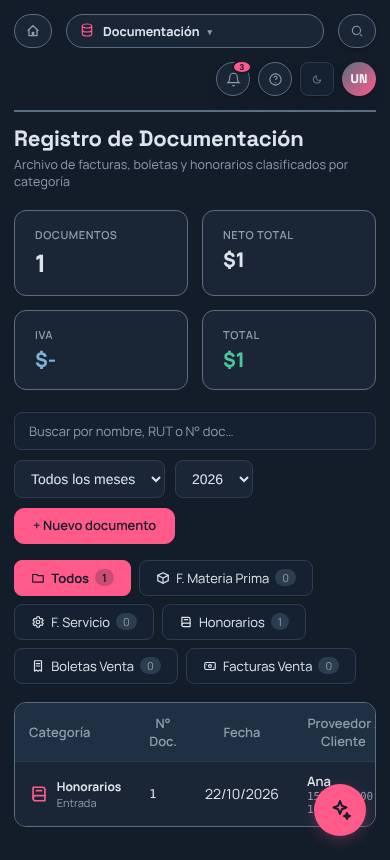 Documentación
3
UN
Registro de Documentación
Archivo de facturas, boletas y honorarios clasificados por
categoría
DOCUMENTOS
1
NETO TOTAL
$1
IVA
$-
TOTAL
$1
Buscar por nombre, RUT o N° doc...
Todos los meses
2026
+ Nuevo documento
Todos 1
F. Materia Prima 0
F. Servicio 0
Honorarios 1
Boletas Venta 0
Facturas Venta 0
Categoría
N°
Doc.
Fecha
Proveedor
Cliente
Honorarios
Entrada
1
22/10/2026
Ana